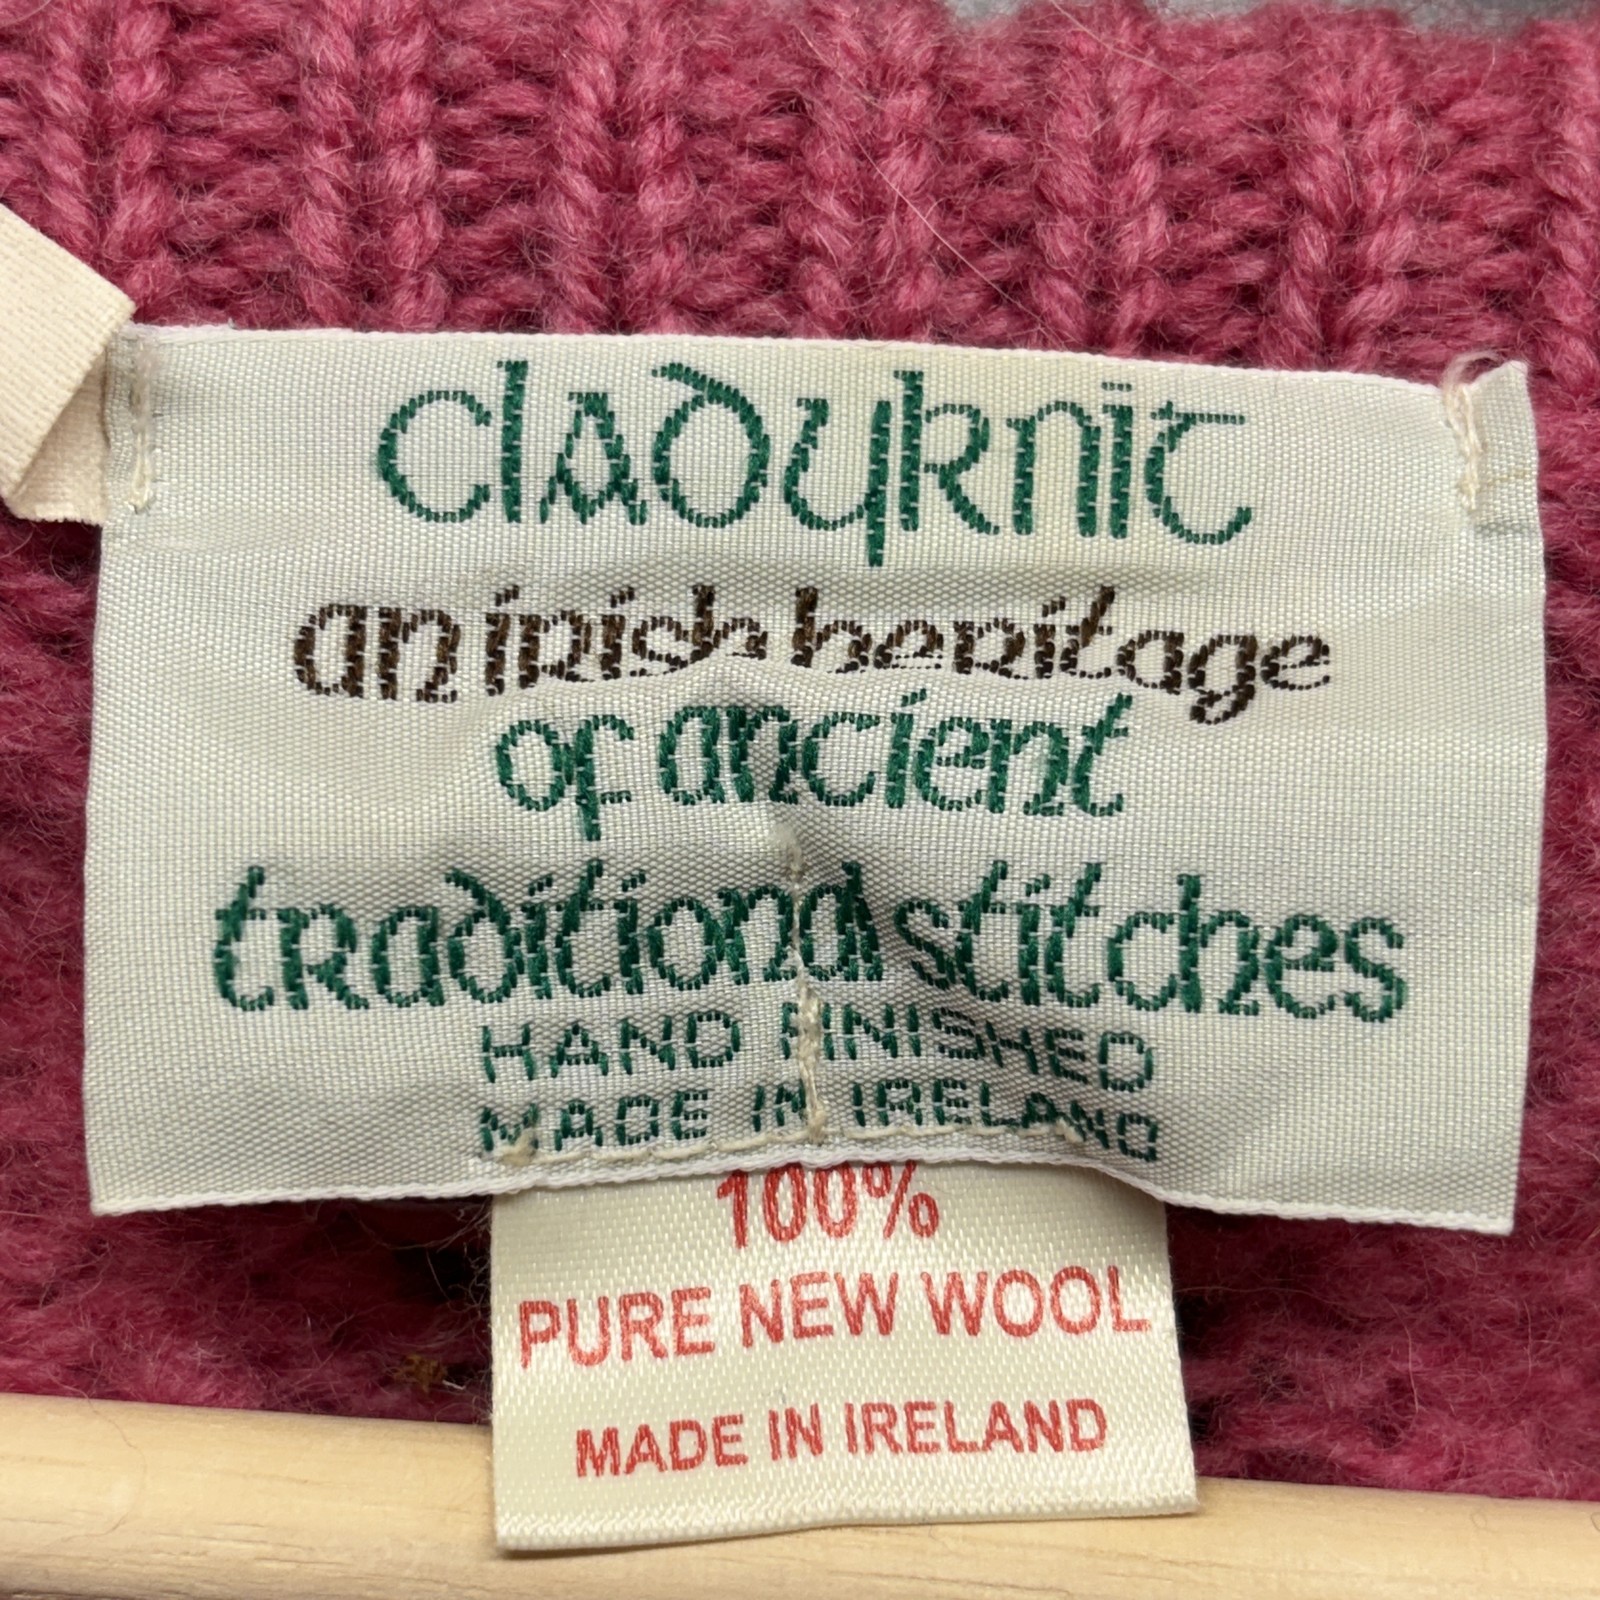 cladyknit
an irish heritage
of ancient
traditional stitches
HAND FINISHED
MADE IN IRELAND
100%
PURE NEW WOOL
MADE IN IRELAND